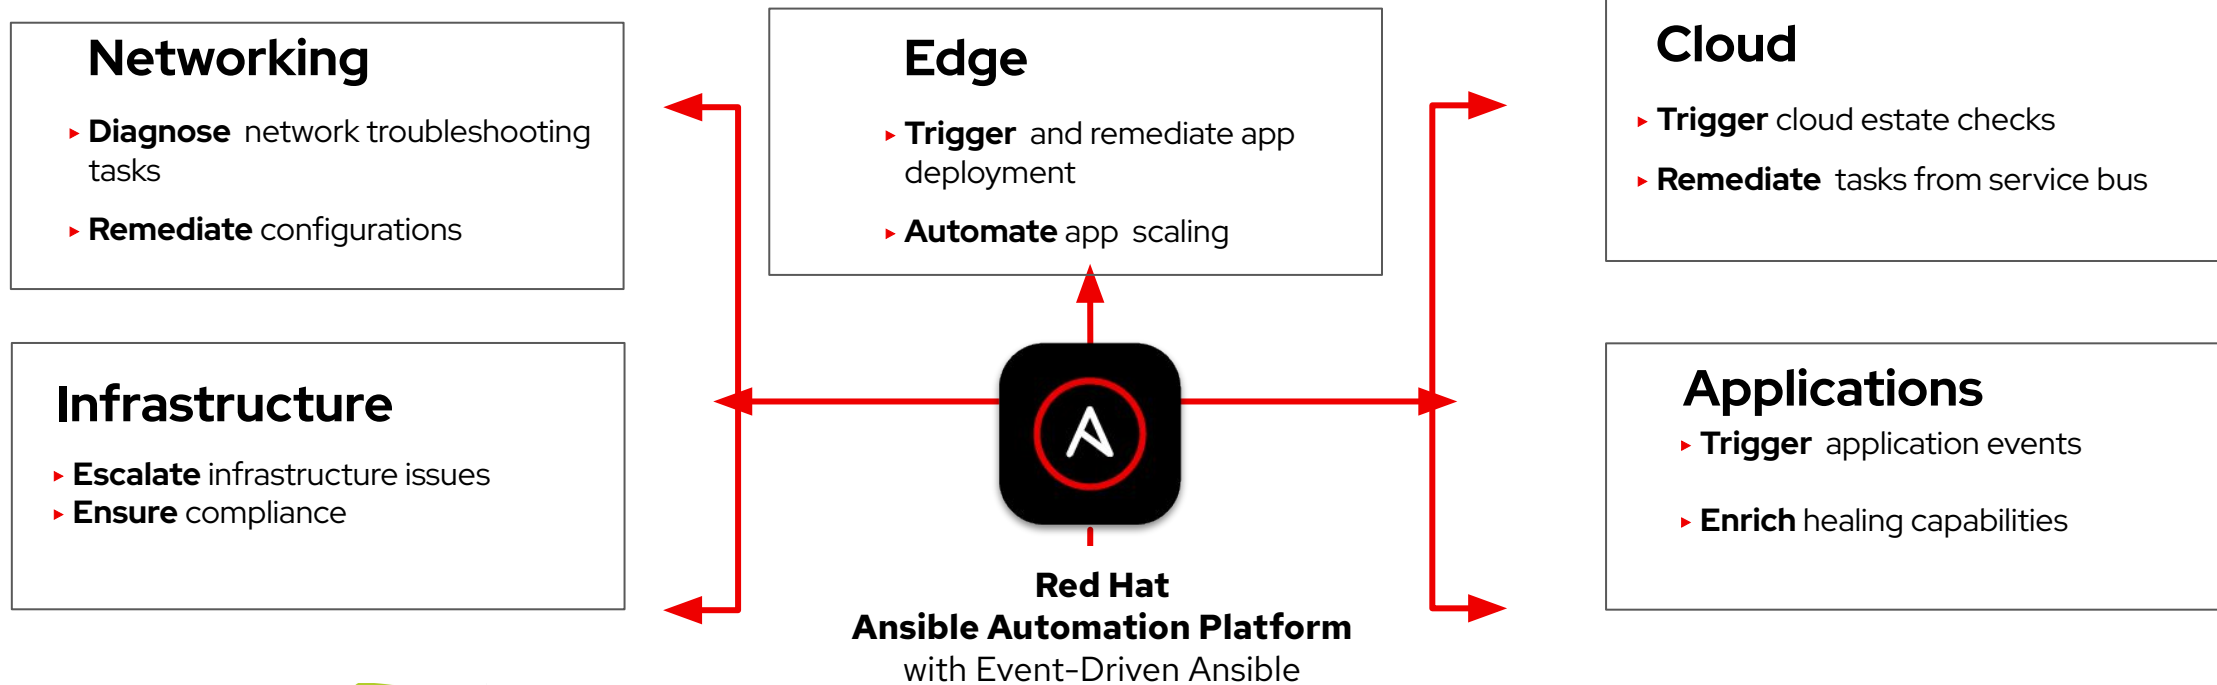 Networking
Diagnose network troubleshooting
tasks
Remediate configurations
Edge
Trigger and remediate app
deployment
Automate app scaling
Cloud
Trigger cloud estate checks
Remediate tasks from service bus
Infrastructure
Escalate infrastructure issues
Ensure compliance
Applications
Trigger application events
Enrich healing capabilities
Red Hat
Ansible Automation Platform
with Event-Driven Ansible